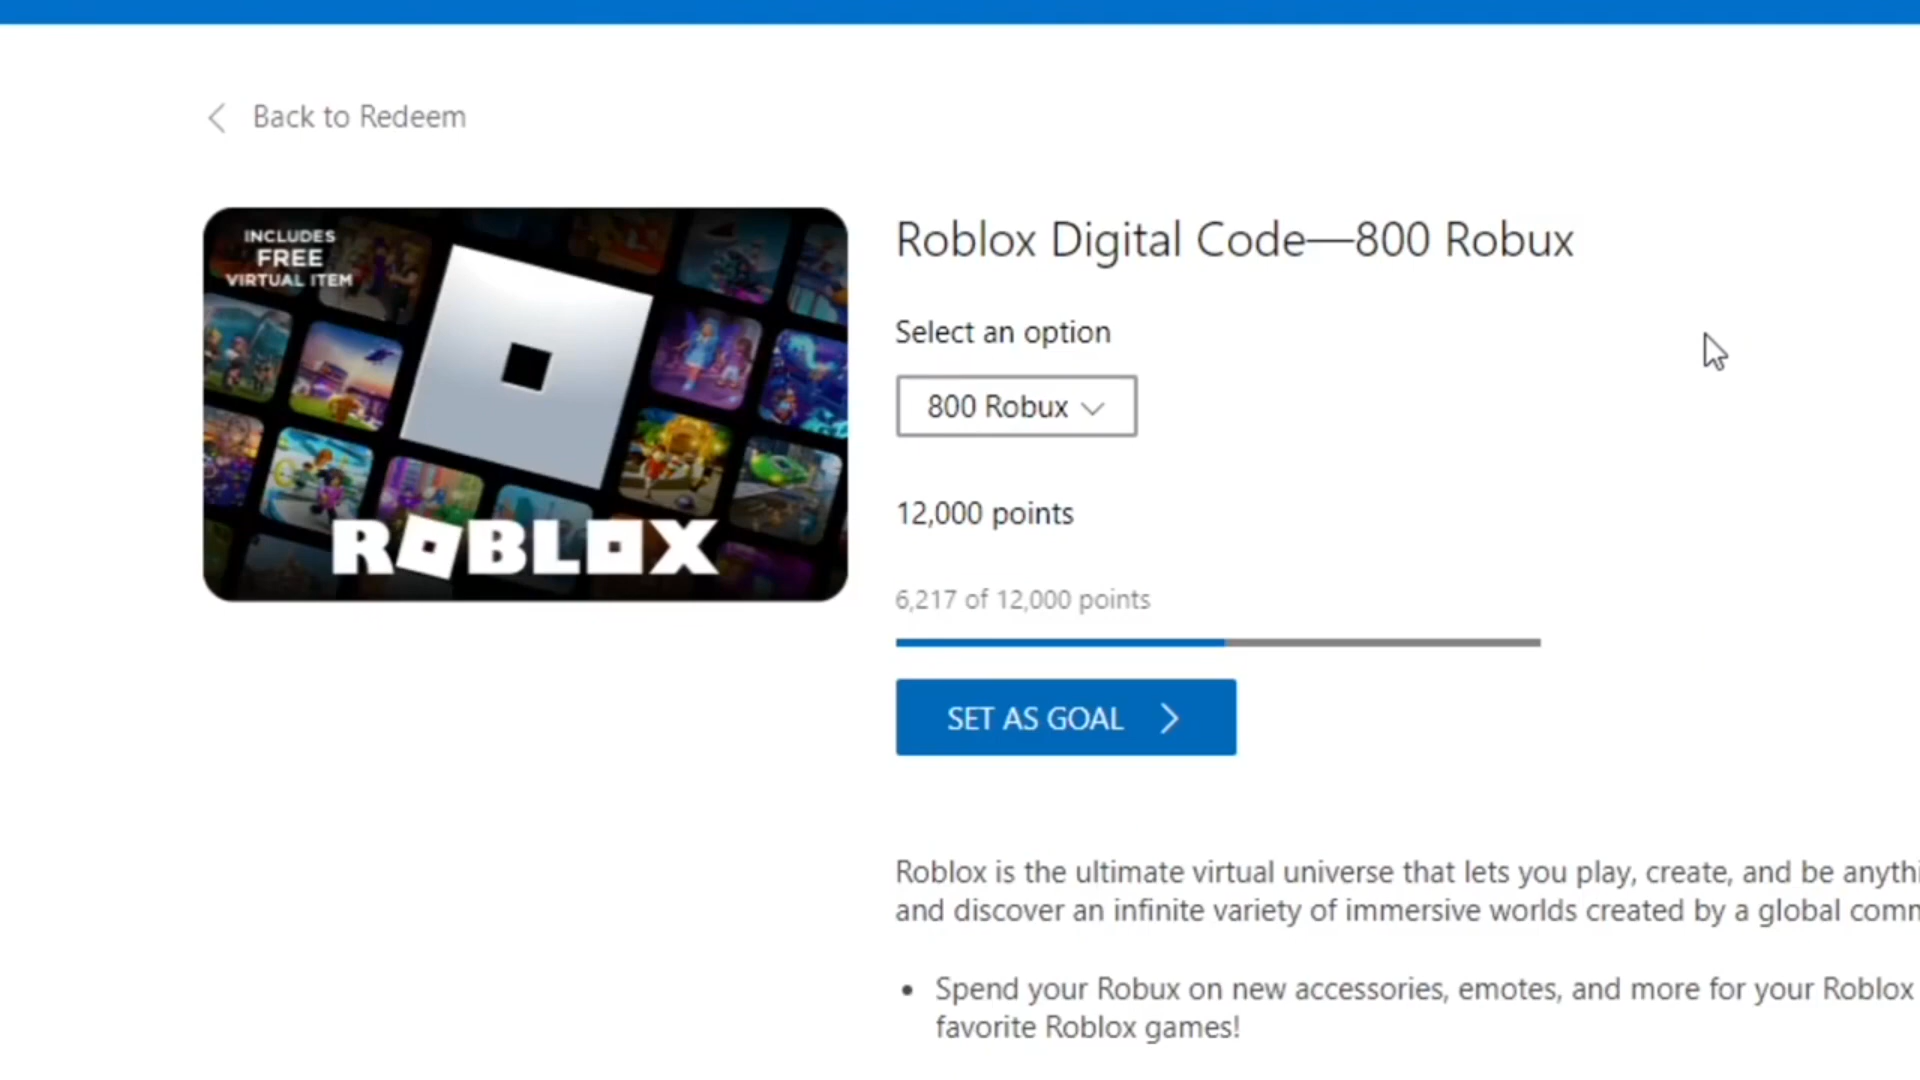 Back to Redeem
INCLUDES
FREE
VIRTUAL ITEM
ROBLOX
Roblox Digital Code—800 Robux
Select an option
800 Robux
12,000 points
6,217 of 12,000 points
SET AS GOAL
Roblox is the ultimate virtual universe that lets you play, create, and be anythi
and discover an infinite variety of immersive worlds created by a global comm
• Spend your Robux on new accessories, emotes, and more for your Roblox
favorite Roblox games!